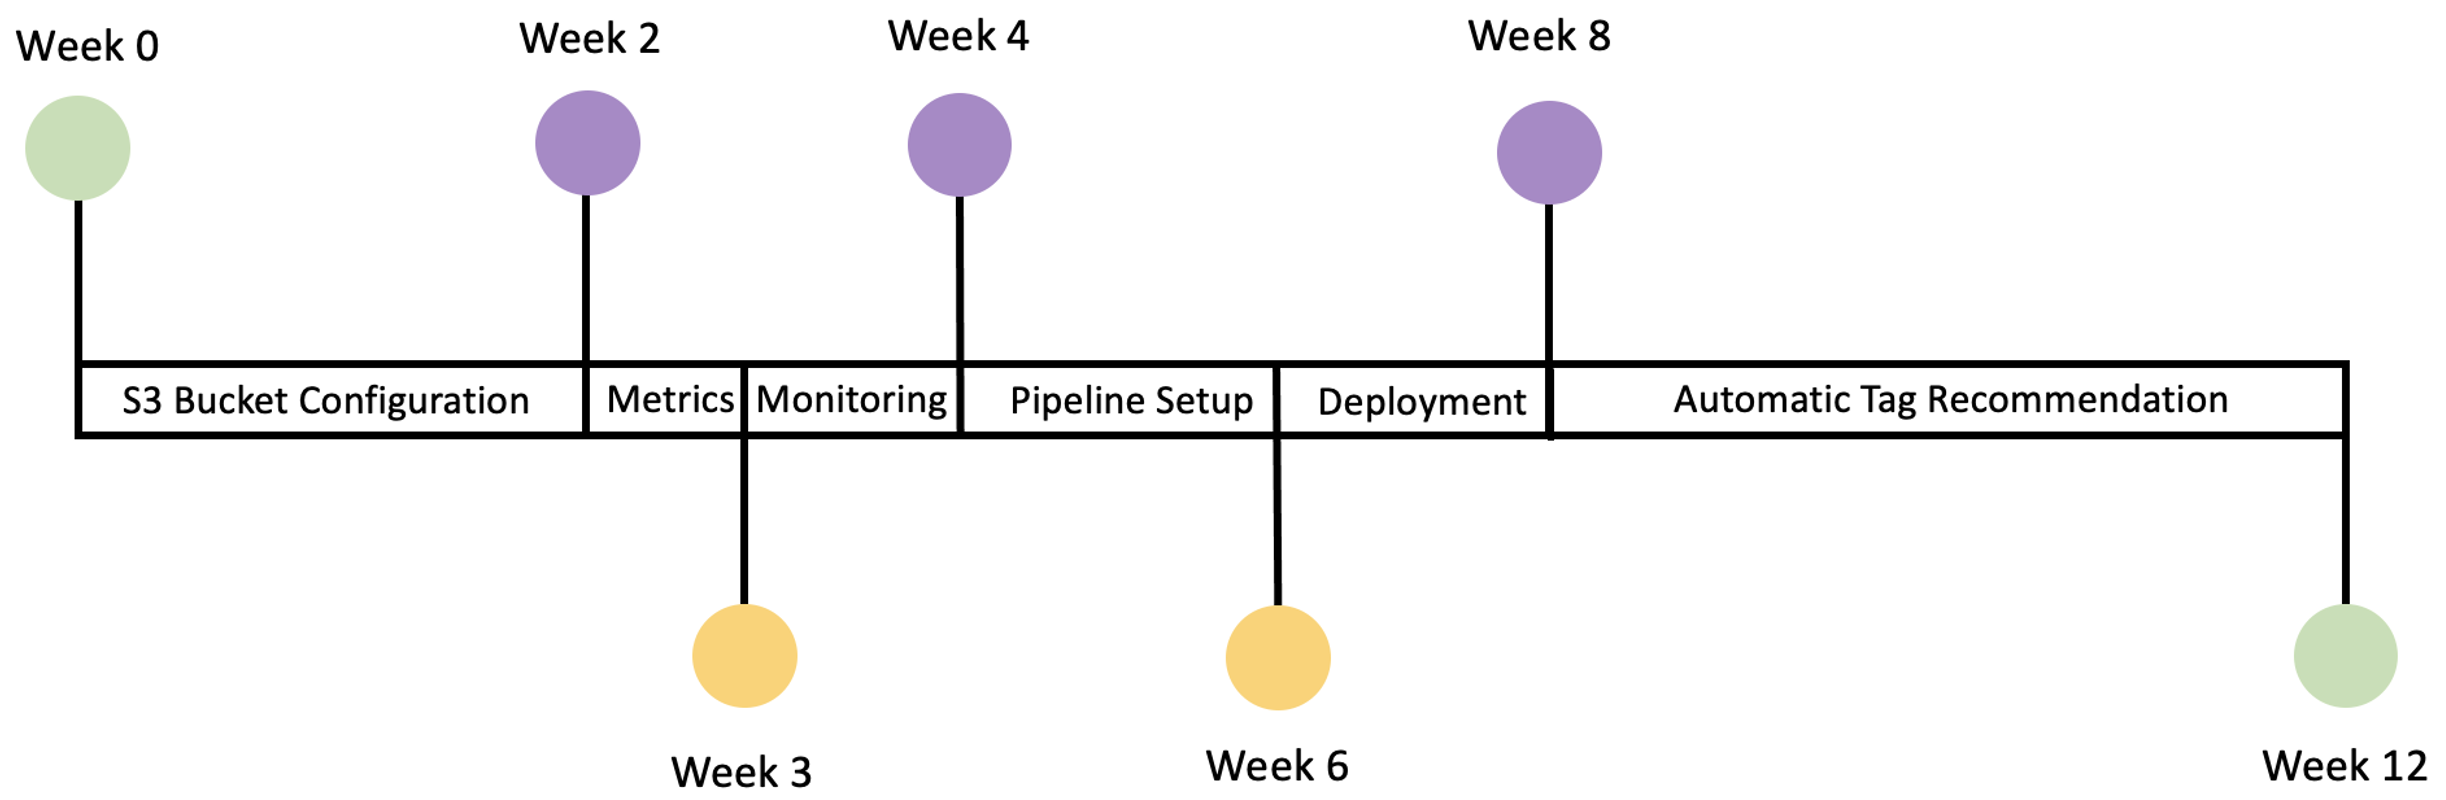 Week 0
Week 2
Week 4
Week 8
S3 Bucket Configuration
Metrics
Monitoring
Pipeline Setup
Deployment
Automatic Tag Recommendation
Week 3
Week 6
Week 12